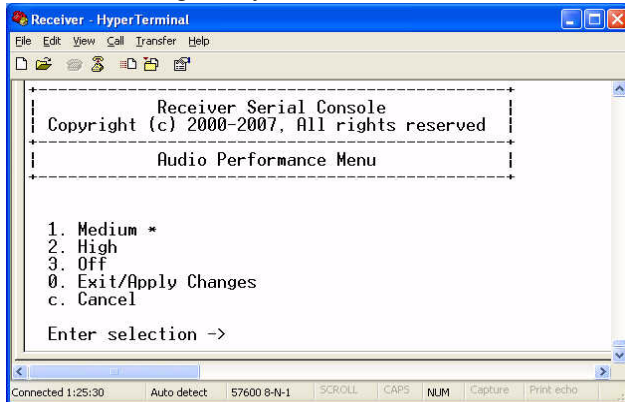 Receiver - HyperTerminal
File Edit View Call Transfer Help
Receiver Serial Console
Copyright (c) 2000-2007, All rights reserved
Audio Performance Menu
1. Medium *
2. High
3. Off
0. Exit/Apply Changes
c. Cancel
Enter selection ->
Connected 1:25:30 Auto detect 57600 8-N-1 SCROLL CAPS NUM Capture Print echo